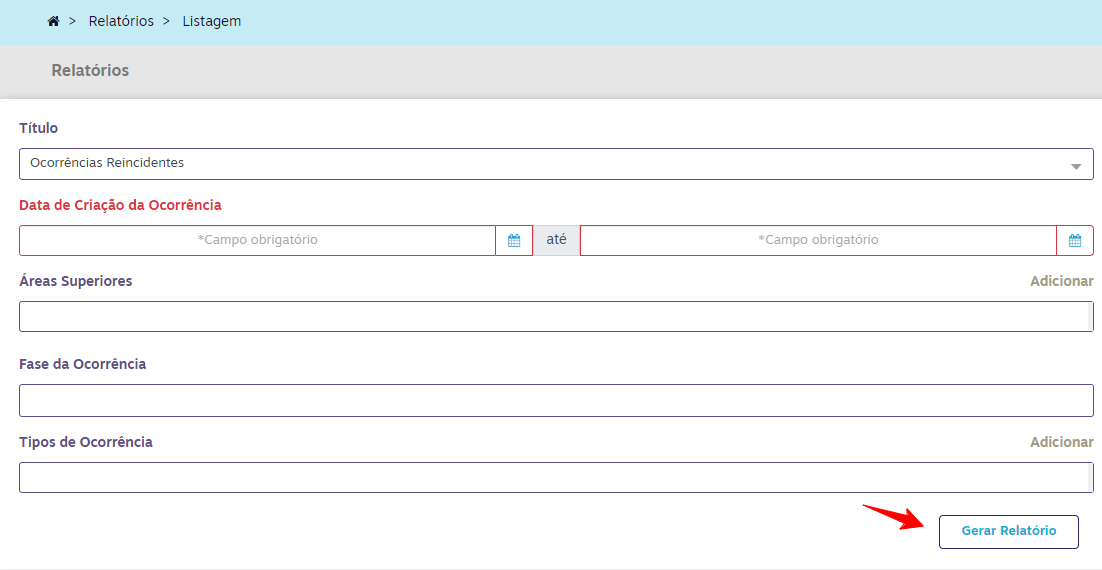 > Relatórios > Listagem
Relatórios
Título
Ocorrências Reincidentes
Data de Criação da Ocorrência
*Campo obrigatório até *Campo obrigatório
Áreas Superiores Adicionar
Fase da Ocorrência
Tipos de Ocorrência Adicionar
Gerar Relatório